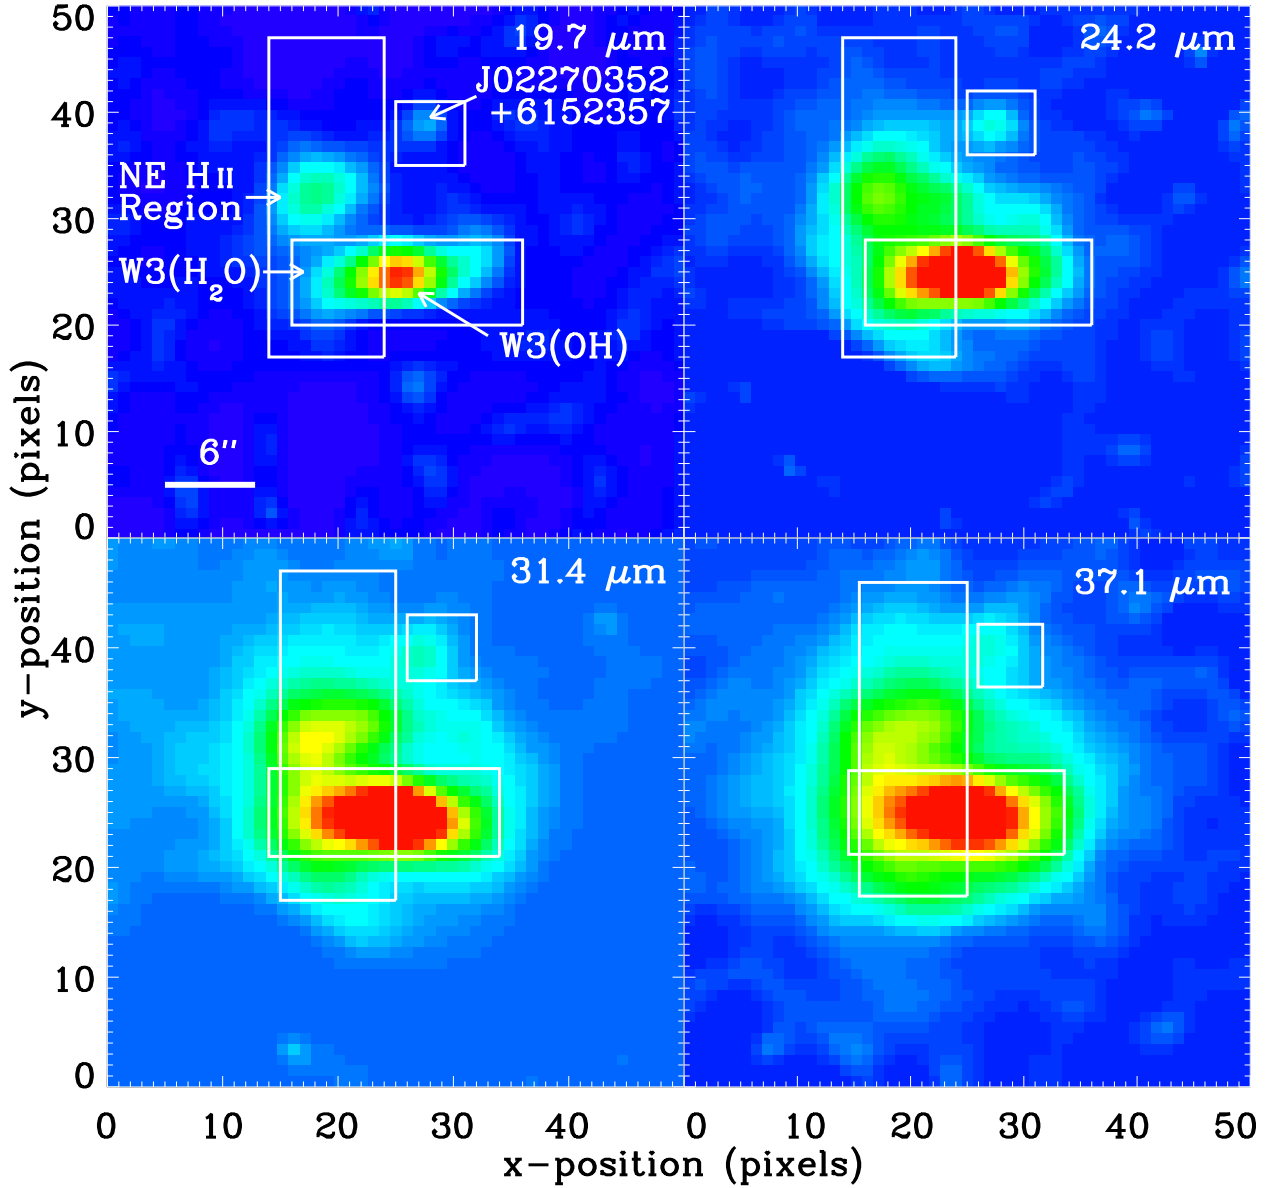 50
40
30
20
10
0
19.7 μm
J02270352
+6152357
NE HII
Region
W3(H2O)
W3(OH)
6″
24.2 μm
y-position (pixels)
40
30
20
10
0
31.4 μm
37.1 μm
0 10 20 30 40 0 10 20 30 40 50
x-position (pixels)